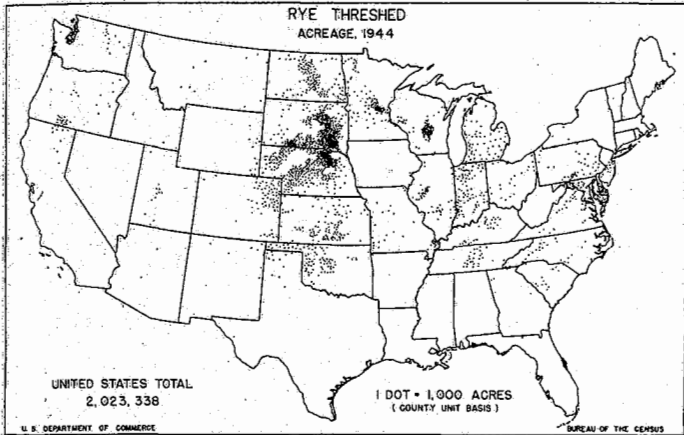 RYE THRESHED
ACREAGE, 1944
UNITED STATES TOTAL
2,023,338
1 DOT = 1,000 ACRES
( COUNTY UNIT BASIS )
U. S. DEPARTMENT OF COMMERCE
BUREAU OF THE CENSUS